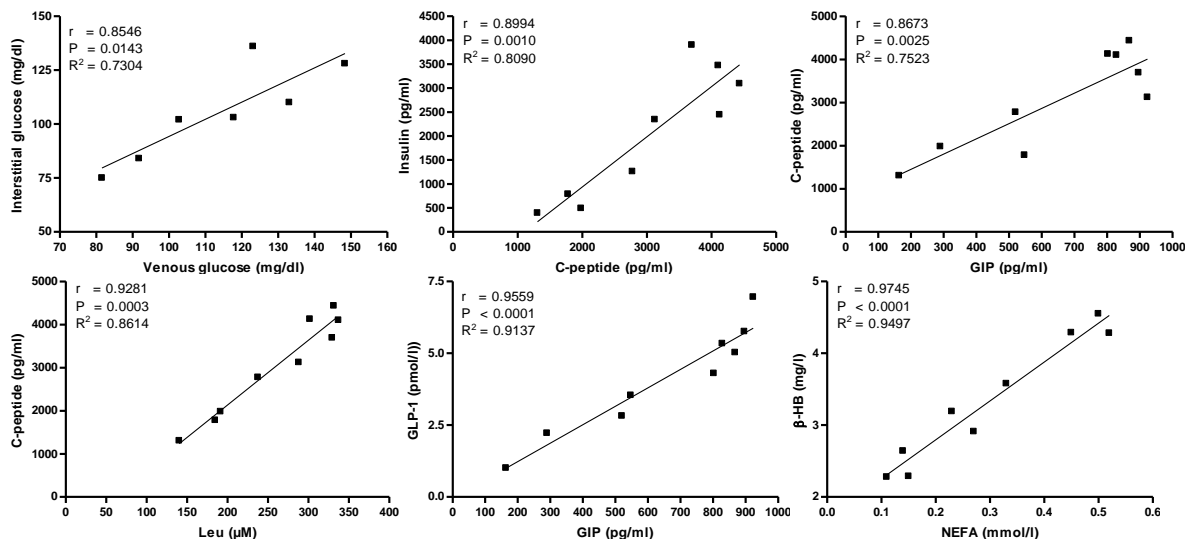 r = 0.8546
P = 0.0143
R² = 0.7304
Interstitial glucose (mg/dl)
150
125
100
75
50
70 80 90 100 110 120 130 140 150 160
Venous glucose (mg/dl)
r = 0.8994
P = 0.0010
R² = 0.8090
Insulin (pg/ml)
4500
4000
3500
3000
2500
2000
1500
1000
500
0
0 1000 2000 3000 4000 5000
C-peptide (pg/ml)
r = 0.8673
P = 0.0025
R² = 0.7523
C-peptide (pg/ml)
5000
4000
3000
2000
1000
0
0 100 200 300 400 500 600 700 800 900 1000
GIP (pg/ml)
r = 0.9281
P = 0.0003
R² = 0.8614
C-peptide (pg/ml)
5000
4000
3000
2000
1000
0
0 50 100 150 200 250 300 350 400
Leu (µM)
r = 0.9559
P < 0.0001
R² = 0.9137
GLP-1 (pmol/l))
7.5
5.0
2.5
0.0
0 100 200 300 400 500 600 700 800 900 1000
GIP (pg/ml)
r = 0.9745
P < 0.0001
R² = 0.9497
β-HB (mg/l)
5
4
3
2
0.0 0.1 0.2 0.3 0.4 0.5 0.6
NEFA (mmol/l)